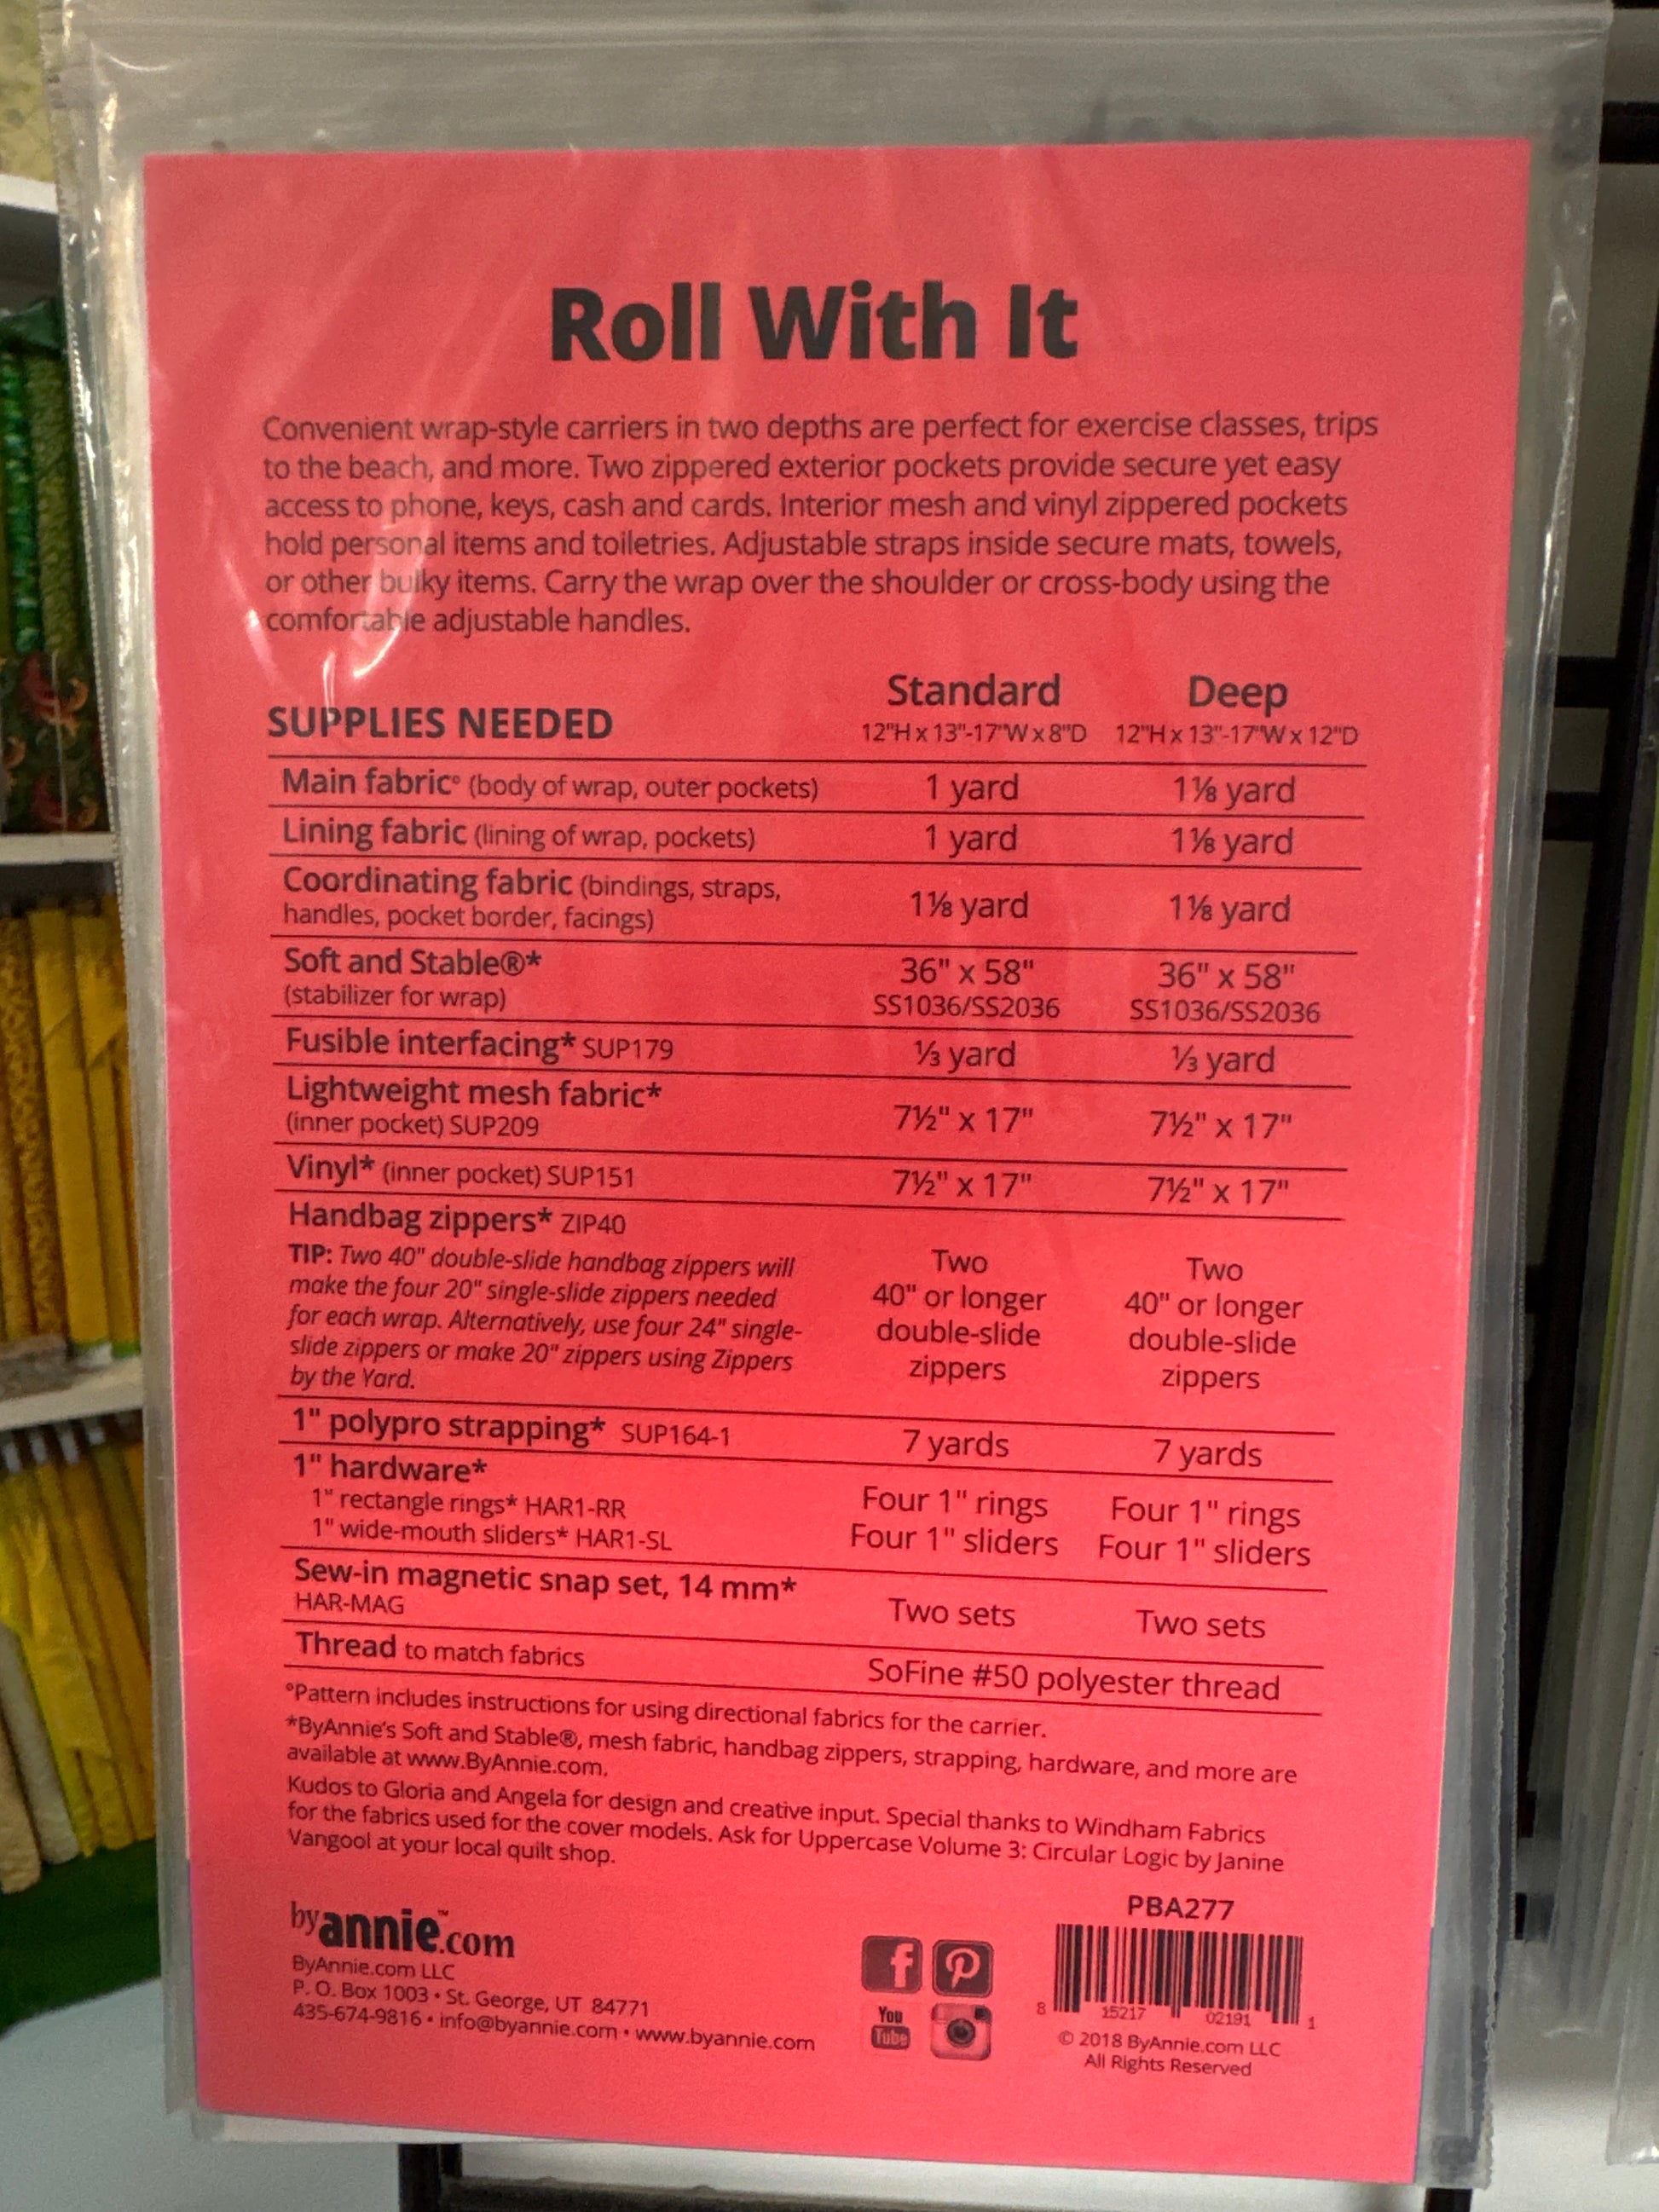 Roll With It
Convenient wrap-style carriers in two depths are perfect for exercise classes, trips
to the beach, and more. Two zippered exterior pockets provide secure yet easy
access to phone, keys, cash and cards. Interior mesh and vinyl zippered pockets
hold personal items and toiletries. Adjustable straps inside secure mats, towels,
or other bulky items. Carry the wrap over the shoulder or cross-body using the
comfortable adjustable handles.
SUPPLIES NEEDED
Standard Deep
12"H x 13"-17"W x 8"D 12"H x 13"-17"W x 12"D
Main fabric° (body of wrap, outer pockets) 1 yard 1⅛ yard
Lining fabric (lining of wrap, pockets) 1 yard 1⅛ yard
Coordinating fabric (bindings, straps,
handles, pocket border, facings) 1⅛ yard 1⅛ yard
Soft and Stable®* 36" x 58" 36" x 58"
(stabilizer for wrap) SS1036/SS2036 SS1036/SS2036
Fusible interfacing* SUP179 ⅓ yard ⅓ yard
Lightweight mesh fabric*
(inner pocket) SUP209 7½" x 17" 7½" x 17"
Vinyl* (inner pocket) SUP151 7½" x 17" 7½" x 17"
Handbag zippers* ZIP40
TIP: Two 40" double-slide handbag zippers will
make the four 20" single-slide zippers needed
for each wrap. Alternatively, use four 24" single-
slide zippers or make 20" zippers using Zippers
by the Yard.
Two Two
40" or longer 40" or longer
double-slide double-slide
zippers zippers
1" polypro strapping* SUP164-1 7 yards 7 yards
1" hardware*
1" rectangle rings* HAR1-RR Four 1" rings Four 1" rings
1" wide-mouth sliders* HAR1-SL Four 1" sliders Four 1" sliders
Sew-in magnetic snap set, 14 mm*
HAR-MAG Two sets Two sets
Thread to match fabrics SoFine #50 polyester thread
°Pattern includes instructions for using directional fabrics for the carrier.
*ByAnnie's Soft and Stable®, mesh fabric, handbag zippers, strapping, hardware, and more are
available at www.ByAnnie.com.
Kudos to Gloria and Angela for design and creative input. Special thanks to Windham Fabrics
for the fabrics used for the cover models. Ask for Uppercase Volume 3: Circular Logic by Janine
Vangool at your local quilt shop.
byannie.com™
ByAnnie.com LLC
P. O. Box 1003 • St. George, UT 84771
435-674-9816 • info@byannie.com • www.byannie.com
You
Tube
PBA277
8 15217 02191 1
© 2018 ByAnnie.com LLC
All Rights Reserved